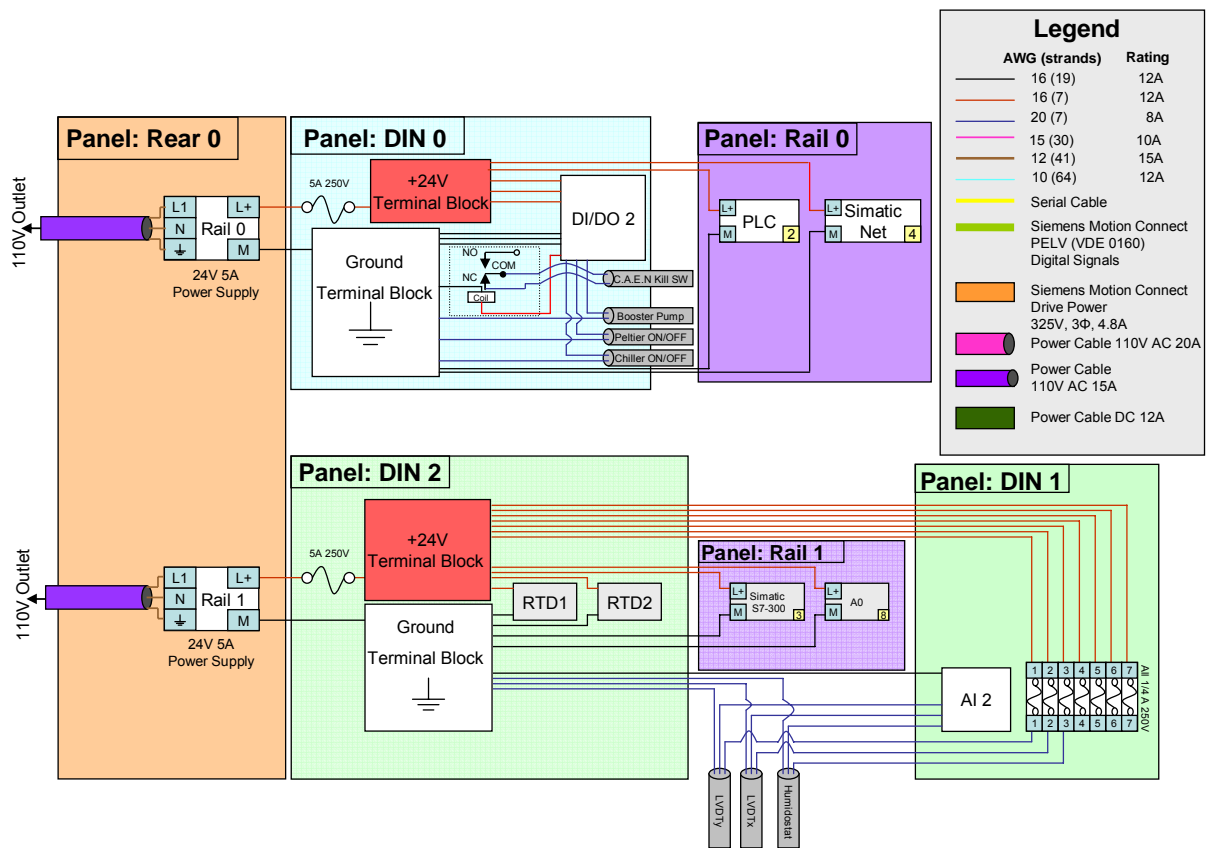 Legend
AWG (strands) Rating
16 (19) 12A
16 (7) 12A
20 (7) 8A
15 (30) 10A
12 (41) 15A
10 (64) 12A
Serial Cable
Siemens Motion Connect
PELV (VDE 0160)
Digital Signals
Siemens Motion Connect
Drive Power
325V, 3Φ, 4.8A
Power Cable 110V AC 20A
Power Cable
110V AC 15A
Power Cable DC 12A
Panel: Rear 0
110V Outlet
L1
N
Rail 0
L+
M
24V 5A
Power Supply
110V Outlet
L1
N
Rail 1
L+
M
24V 5A
Power Supply
Panel: DIN 0
5A 250V
+24V
Terminal Block
DI/DO 2
Ground
Terminal Block
NO
COM
NC
Coil
C.A.E.N Kill SW
Booster Pump
Peltier ON/OFF
Chiller ON/OFF
Panel: Rail 0
L+
M
PLC
2
L+
M
Simatic
Net
4
Panel: DIN 2
5A 250V
+24V
Terminal Block
RTD1
RTD2
Ground
Terminal Block
Panel: Rail 1
L+
M
Simatic
S7-300
3
L+
M
A0
8
Panel: DIN 1
AI 2
1 2 3 4 5 6 7
1 2 3 4 5 6 7
All 1/4 A 250V
LVDTy
LVDTx
Humidostat